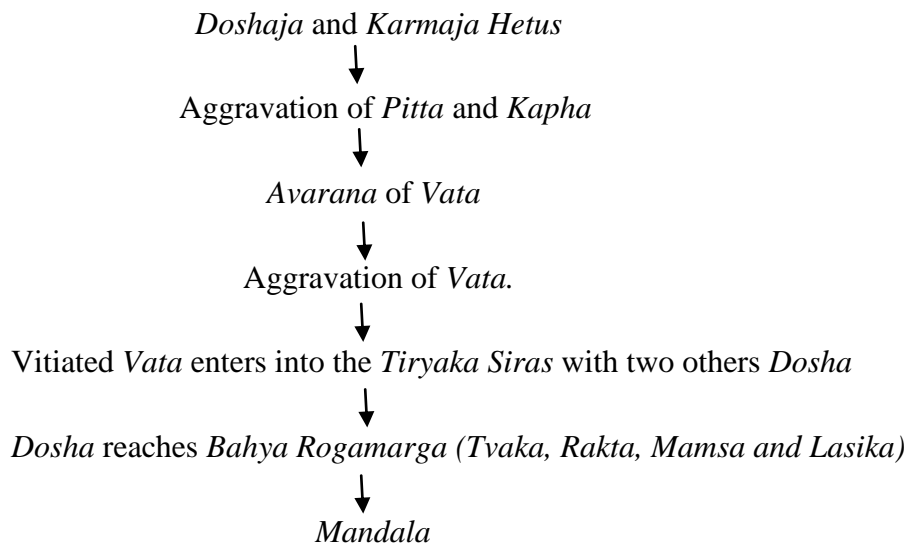 Doshaja and Karmaja Hetus
Aggravation of Pitta and Kapha
Avarana of Vata
Aggravation of Vata.
Vitiated Vata enters into the Tiryaka Siras with two others Dosha
Dosha reaches Bahya Rogamarga (Tvaka, Rakta, Mamsa and Lasika)
Mandala